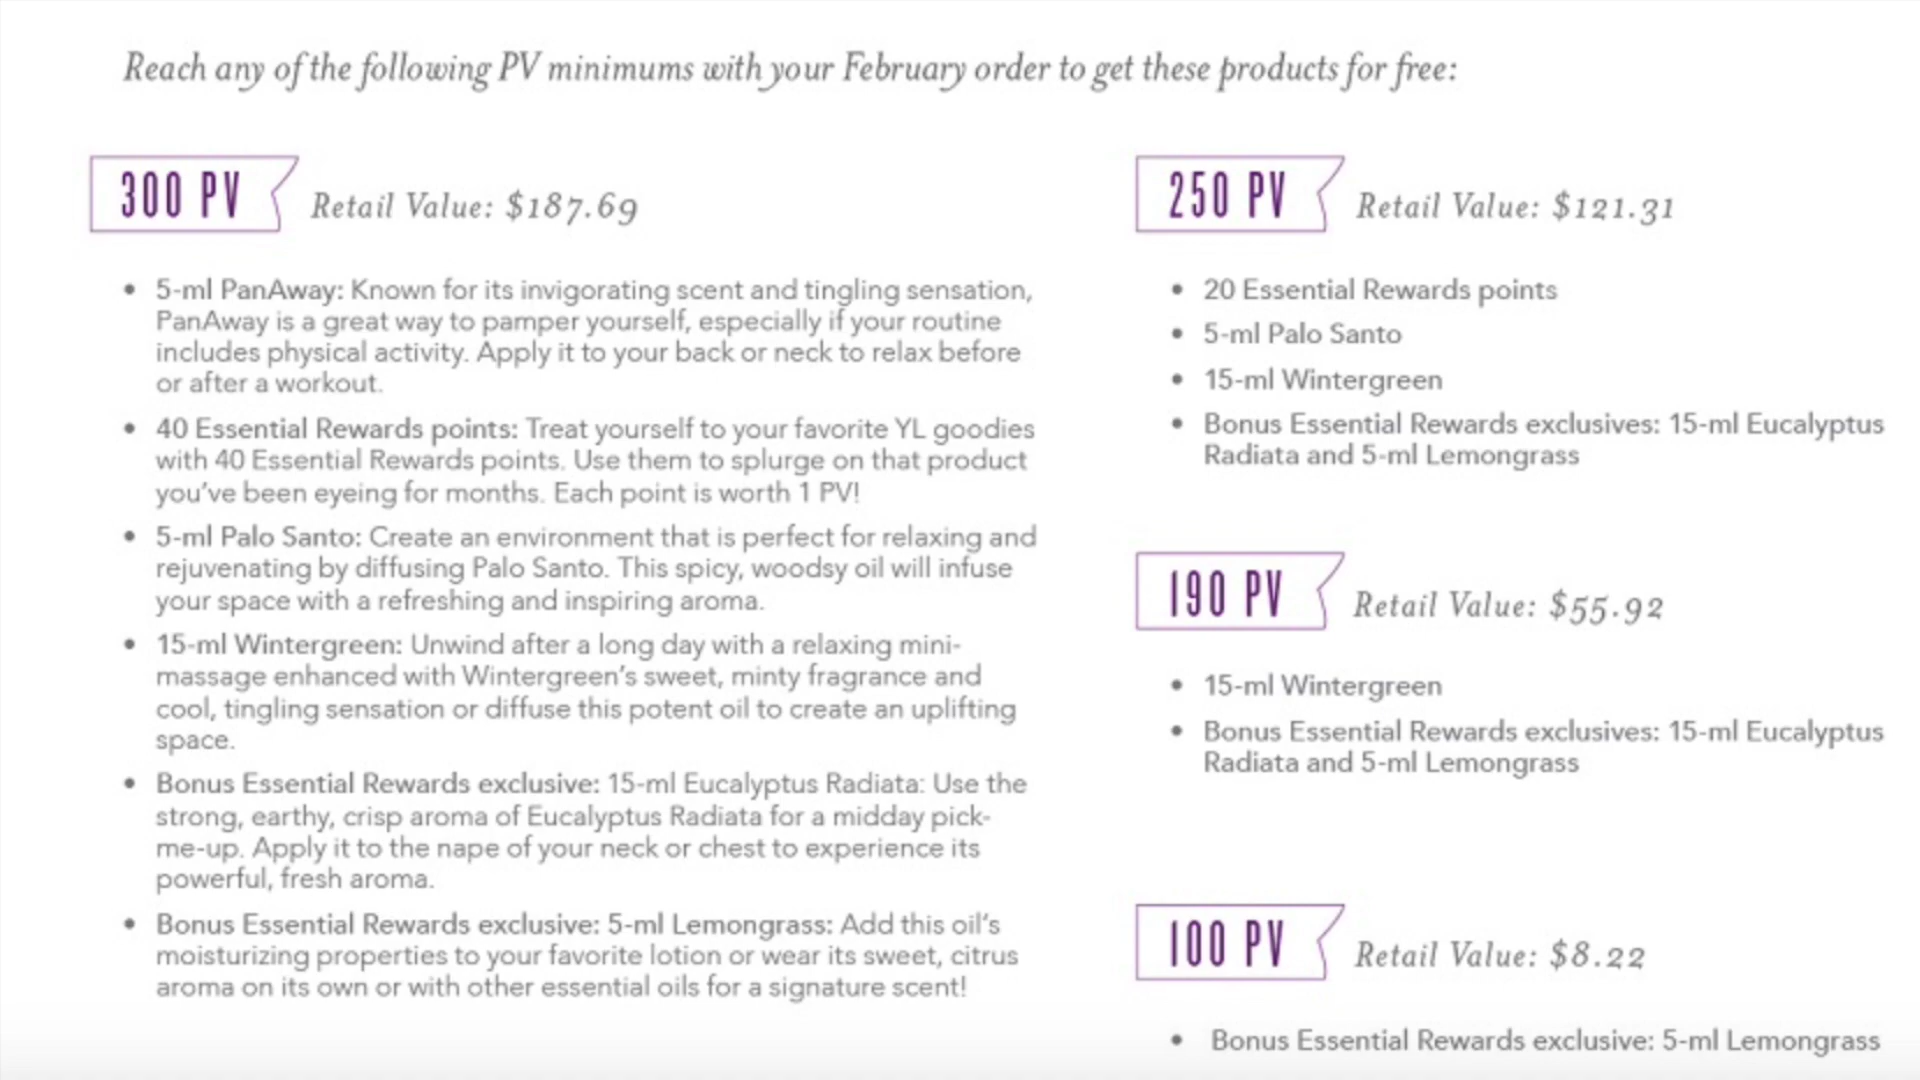 Reach any of the following PV minimums with your February order to get these products for free:
300 PV
Retail Value: $187.69
• 5-ml PanAway: Known for its invigorating scent and tingling sensation,
PanAway is a great way to pamper yourself, especially if your routine
includes physical activity. Apply it to your back or neck to relax before
or after a workout.
• 40 Essential Rewards points: Treat yourself to your favorite YL goodies
with 40 Essential Rewards points. Use them to splurge on that product
you've been eyeing for months. Each point is worth 1 PV!
• 5-ml Palo Santo: Create an environment that is perfect for relaxing and
rejuvenating by diffusing Palo Santo. This spicy, woodsy oil will infuse
your space with a refreshing and inspiring aroma.
• 15-ml Wintergreen: Unwind after a long day with a relaxing mini-
massage enhanced with Wintergreen's sweet, minty fragrance and
cool, tingling sensation or diffuse this potent oil to create an uplifting
space.
• Bonus Essential Rewards exclusive: 15-ml Eucalyptus Radiata: Use the
strong, earthy, crisp aroma of Eucalyptus Radiata for a midday pick-
me-up. Apply it to the nape of your neck or chest to experience its
powerful, fresh aroma.
• Bonus Essential Rewards exclusive: 5-ml Lemongrass: Add this oil's
moisturizing properties to your favorite lotion or wear its sweet, citrus
aroma on its own or with other essential oils for a signature scent!
250 PV
Retail Value: $121.31
• 20 Essential Rewards points
• 5-ml Palo Santo
• 15-ml Wintergreen
• Bonus Essential Rewards exclusives: 15-ml Eucalyptus
Radiata and 5-ml Lemongrass
190 PV
Retail Value: $55.92
• 15-ml Wintergreen
• Bonus Essential Rewards exclusives: 15-ml Eucalyptus
Radiata and 5-ml Lemongrass
100 PV
Retail Value: $8.22
• Bonus Essential Rewards exclusive: 5-ml Lemongrass